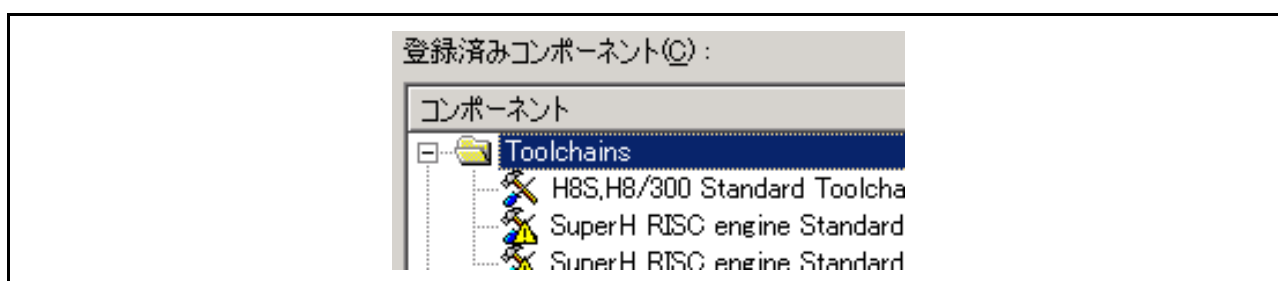 登録済みコンポーネント(C):
コンポーネント
Toolchains
H8S,H8/300 Standard Toolcha
SuperH RISC engine Standard
SuperH RISC engine Standard